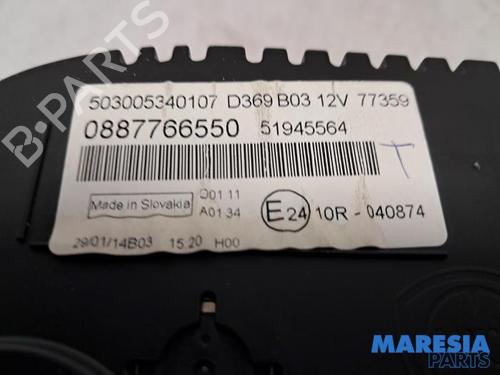 503005340107 D369 B03 12V 77359
0887766550 51945564
T
Made in Slovakia
D01 11
A01 34
E24 10R - 040874
29/01/14B03 15.20 H00
B-PARTS
MARESIA
PARTS